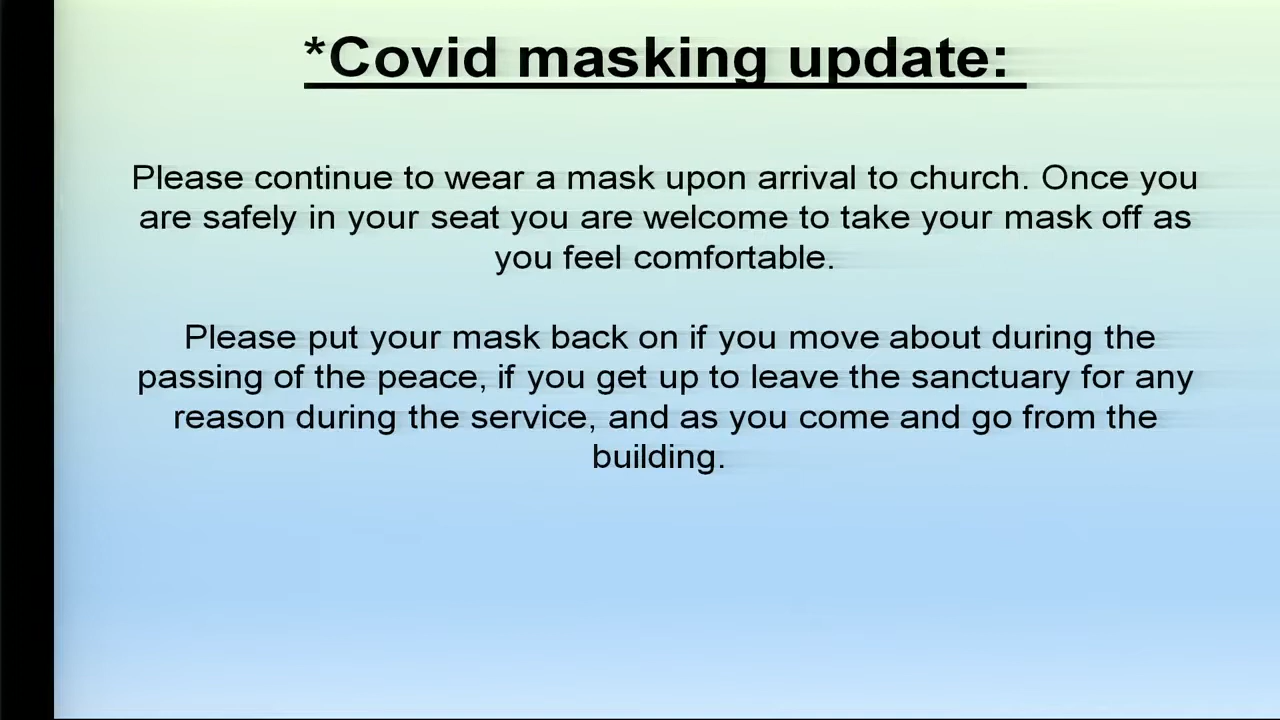 *Covid masking update:
Please continue to wear a mask upon arrival to church. Once you
are safely in your seat you are welcome to take your mask off as
you feel comfortable.
Please put your mask back on if you move about during the
passing of the peace, if you get up to leave the sanctuary for any
reason during the service, and as you come and go from the
building.